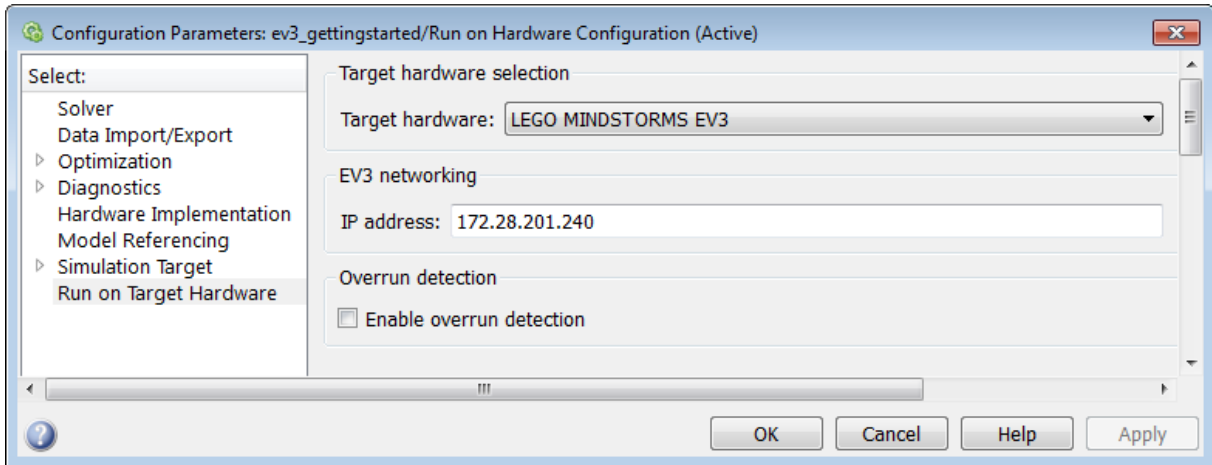 Configuration Parameters: ev3_gettingstarted/Run on Hardware Configuration (Active)
Select:
Solver
Data Import/Export
Optimization
Diagnostics
Hardware Implementation
Model Referencing
Simulation Target
Run on Target Hardware
Target hardware selection
Target hardware: LEGO MINDSTORMS EV3
EV3 networking
IP address: 172.28.201.240
Overrun detection
Enable overrun detection
OK Cancel Help Apply